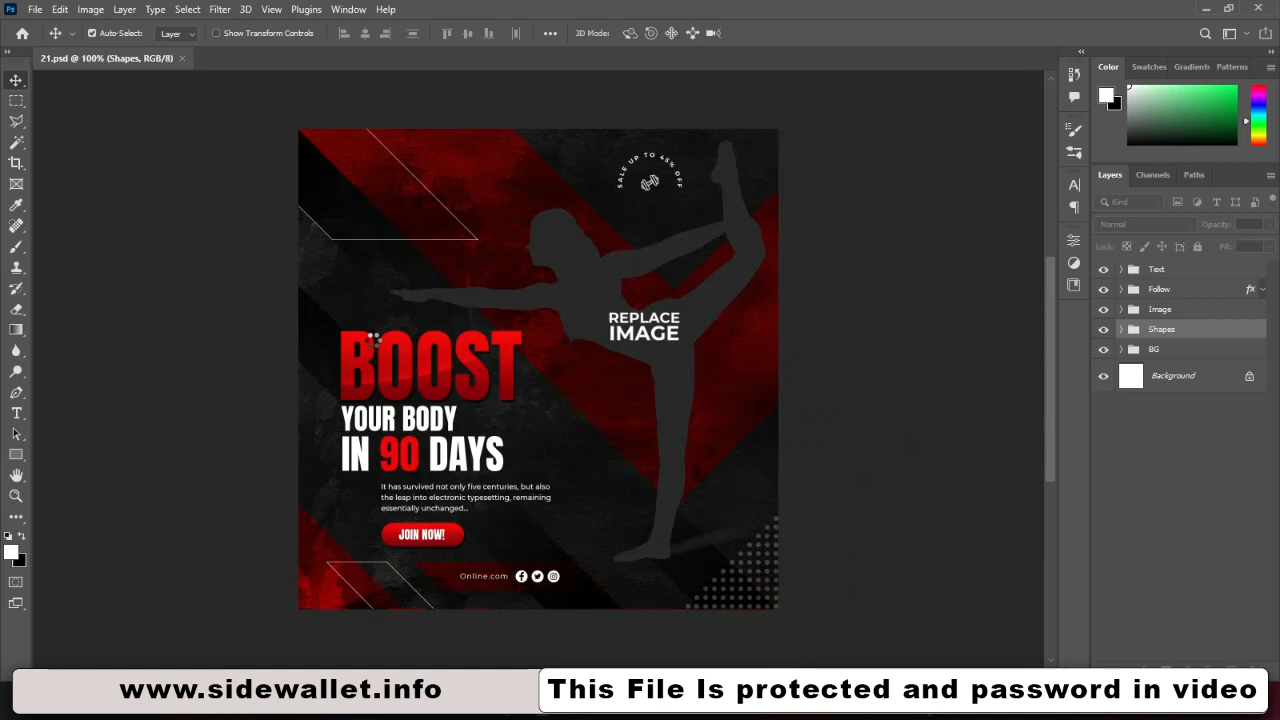 Ps File Edit Image Layer Type Select Filter 3D View Plugins Window Help
Auto-Select: Layer Show Transform Controls 3D Mode:
21.psd @ 100% (Shapes, RGB/8)
SALE UP TO 45% OFF
REPLACE
IMAGE
BOOST
YOUR BODY
IN 90 DAYS
It has survived not only five centuries, but also
the leap into electronic typesetting, remaining
essentially unchanged...
JOIN NOW!
Online.com
Color Swatches Gradients Patterns
Layers Channels Paths
Kind
Normal Opacity:
Lock: Fill:
Text
Follow fx
Image
Shapes
BG
Background
www.sidewallet.info
This File Is protected and password in video